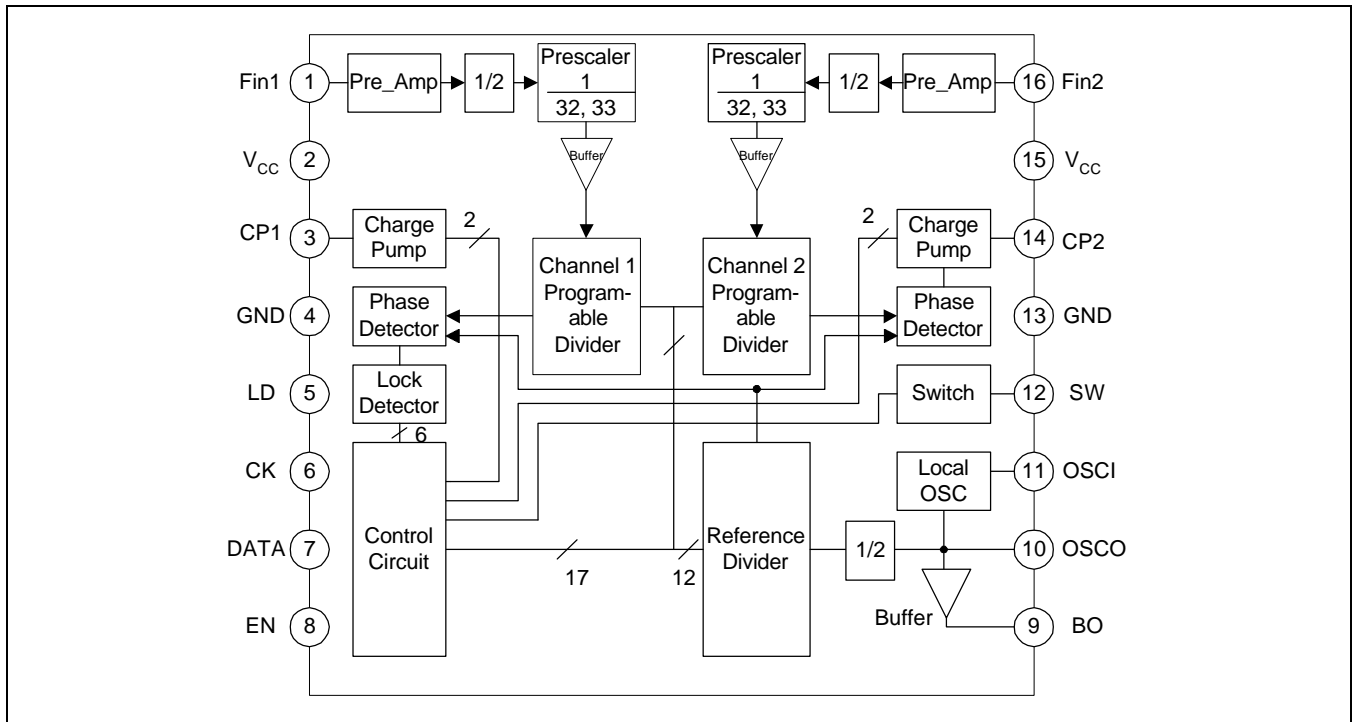 Fin1
1
Pre_Amp
1/2
Prescaler
1
32, 33
Prescaler
1
32, 33
1/2
Pre_Amp
16
Fin2
Buffer
Buffer
VCC
2
15
VCC
CP1
3
Charge
Pump
2
2
Charge
Pump
14
CP2
Channel 1
Program-
able
Divider
Channel 2
Program-
able
Divider
GND
4
Phase
Detector
Phase
Detector
13
GND
LD
5
Lock
Detector
Switch
12
SW
6
CK
6
Local
OSC
11
OSCI
DATA
7
Control
Circuit
17
12
Reference
Divider
1/2
10
OSCO
EN
8
Buffer
9
BO